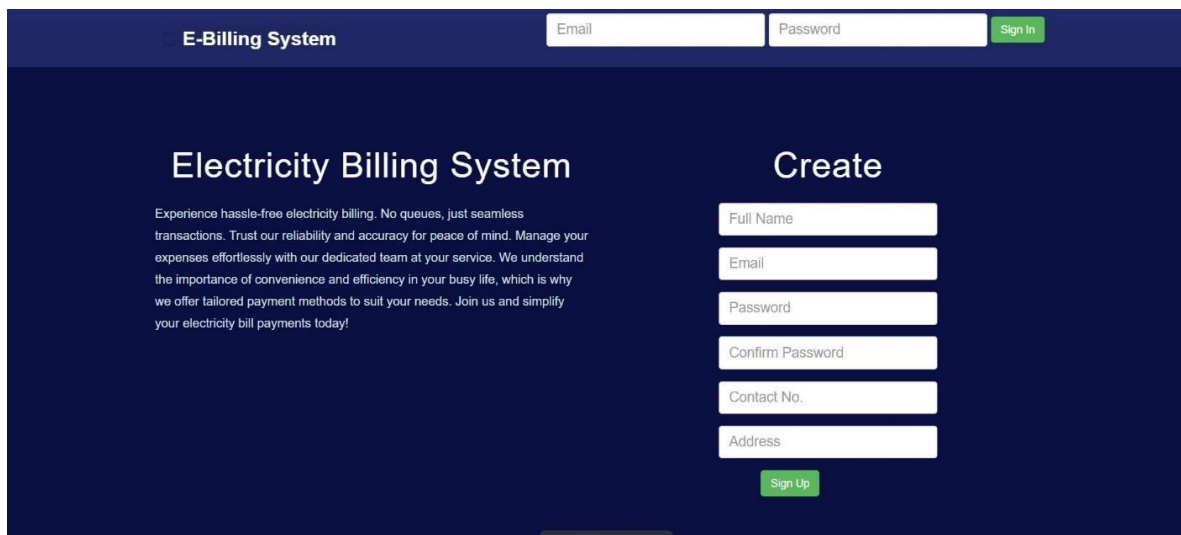 E-Billing System
Email
Password
Sign In
Electricity Billing System
Experience hassle-free electricity billing. No queues, just seamless
transactions. Trust our reliability and accuracy for peace of mind. Manage your
expenses effortlessly with our dedicated team at your service. We understand
the importance of convenience and efficiency in your busy life, which is why
we offer tailored payment methods to suit your needs. Join us and simplify
your electricity bill payments today!
Create
Full Name
Email
Password
Confirm Password
Contact No.
Address
Sign Up